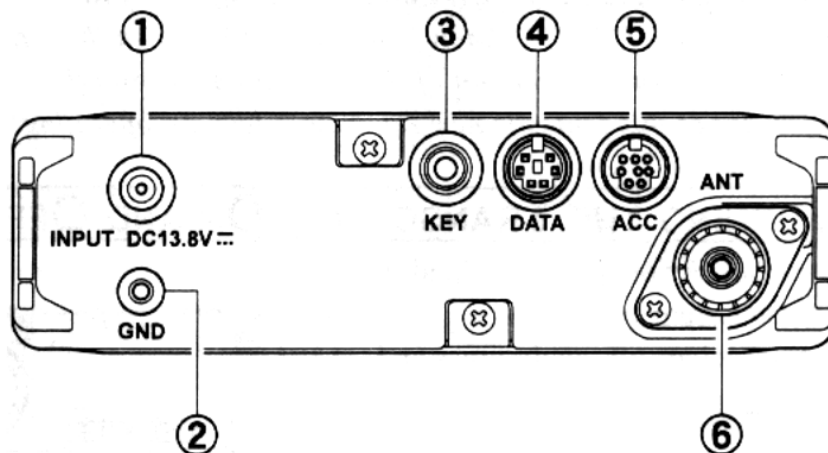 ① ③ ④ ⑤
KEY DATA ACC ANT
INPUT DC13.8V⎓
GND
② ⑥